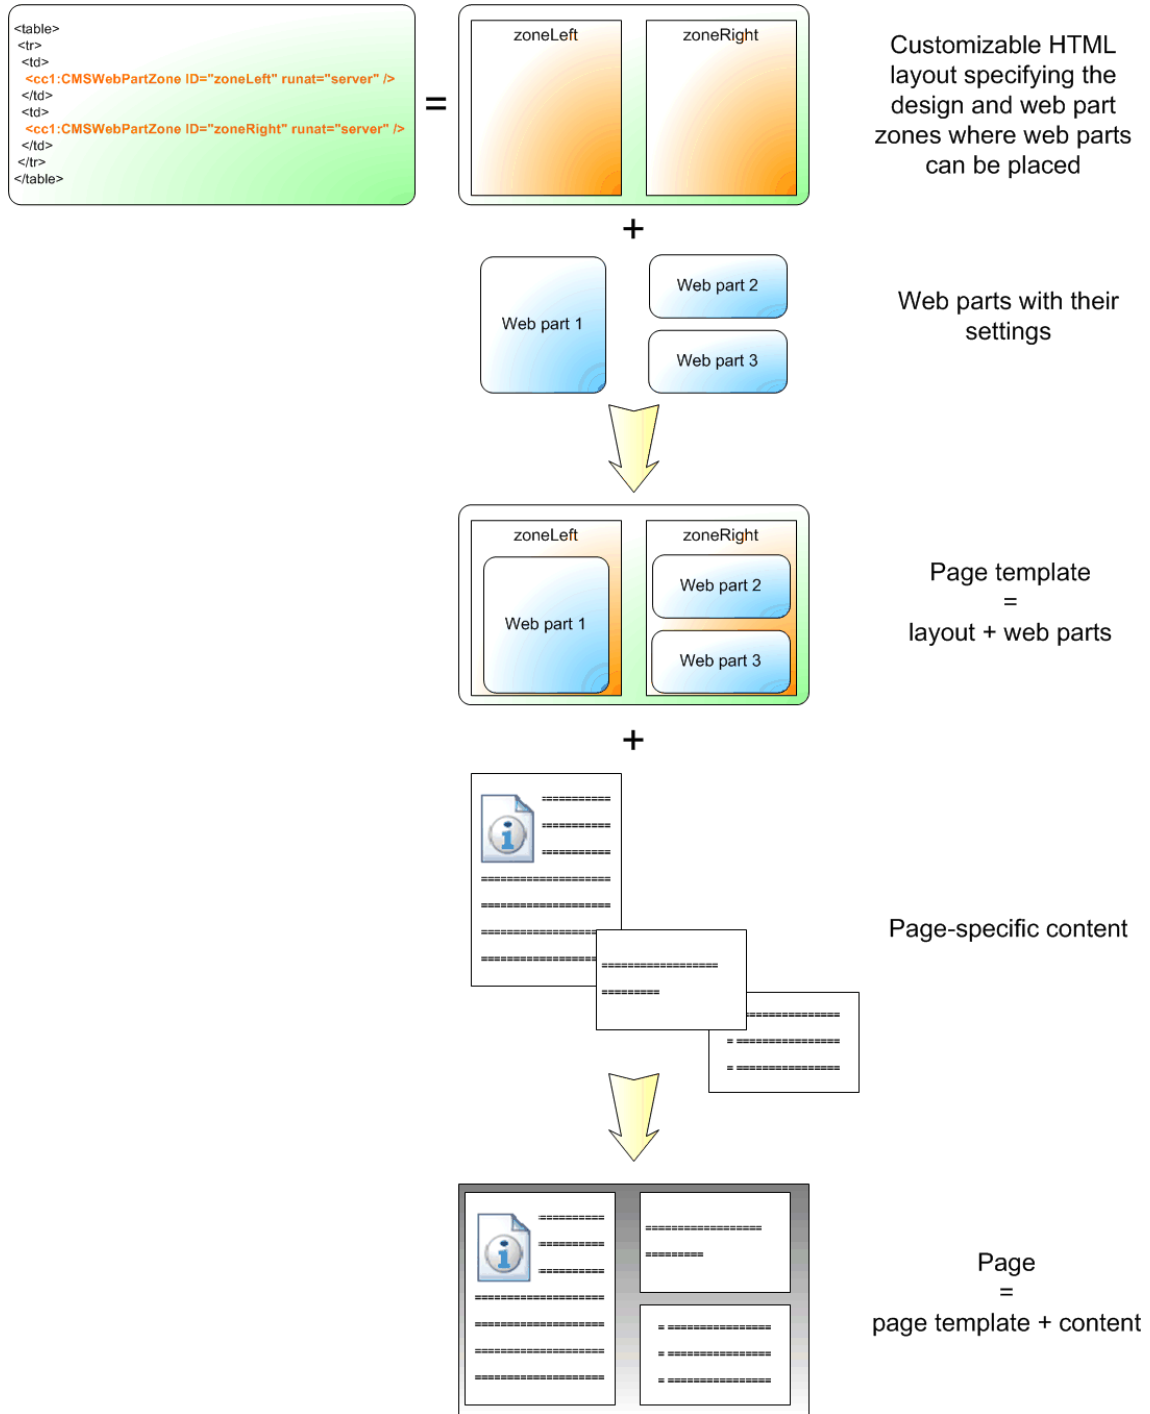 <table>
<tr>
<td>
<cc1:CMSWebPartZone ID="zoneLeft" runat="server" />
</td>
<td>
<cc1:CMSWebPartZone ID="zoneRight" runat="server" />
</td>
</tr>
</table>
=
zoneLeft
zoneRight
Customizable HTML
layout specifying the
design and web part
zones where web parts
can be placed
+
Web part 1
Web part 2
Web part 3
Web parts with their
settings
zoneLeft
zoneRight
Web part 1
Web part 2
Web part 3
Page template
=
layout + web parts
+
Page-specific content
Page
=
page template + content